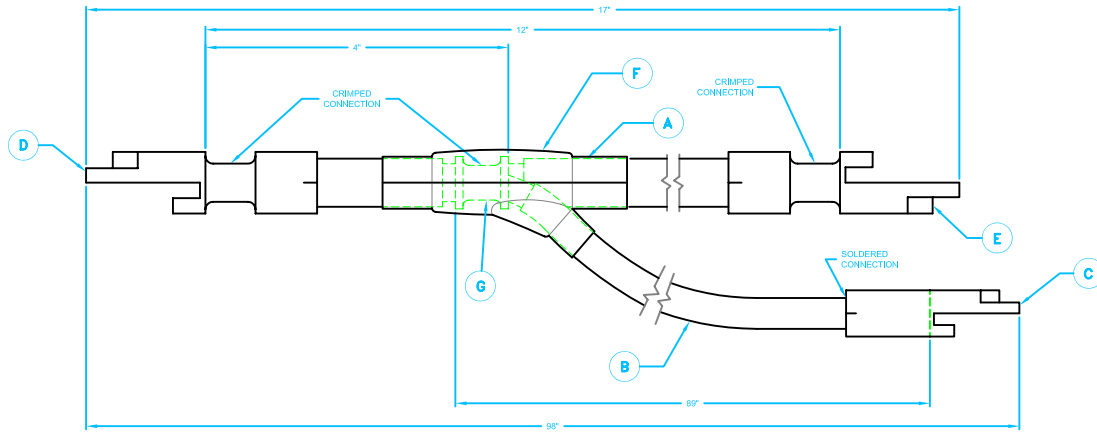 17"
12"
4"
CRIMPED
CONNECTION
F
CRIMPED
CONNECTION
A
D
E
SOLDERED
CONNECTION
C
G
B
89"
98"